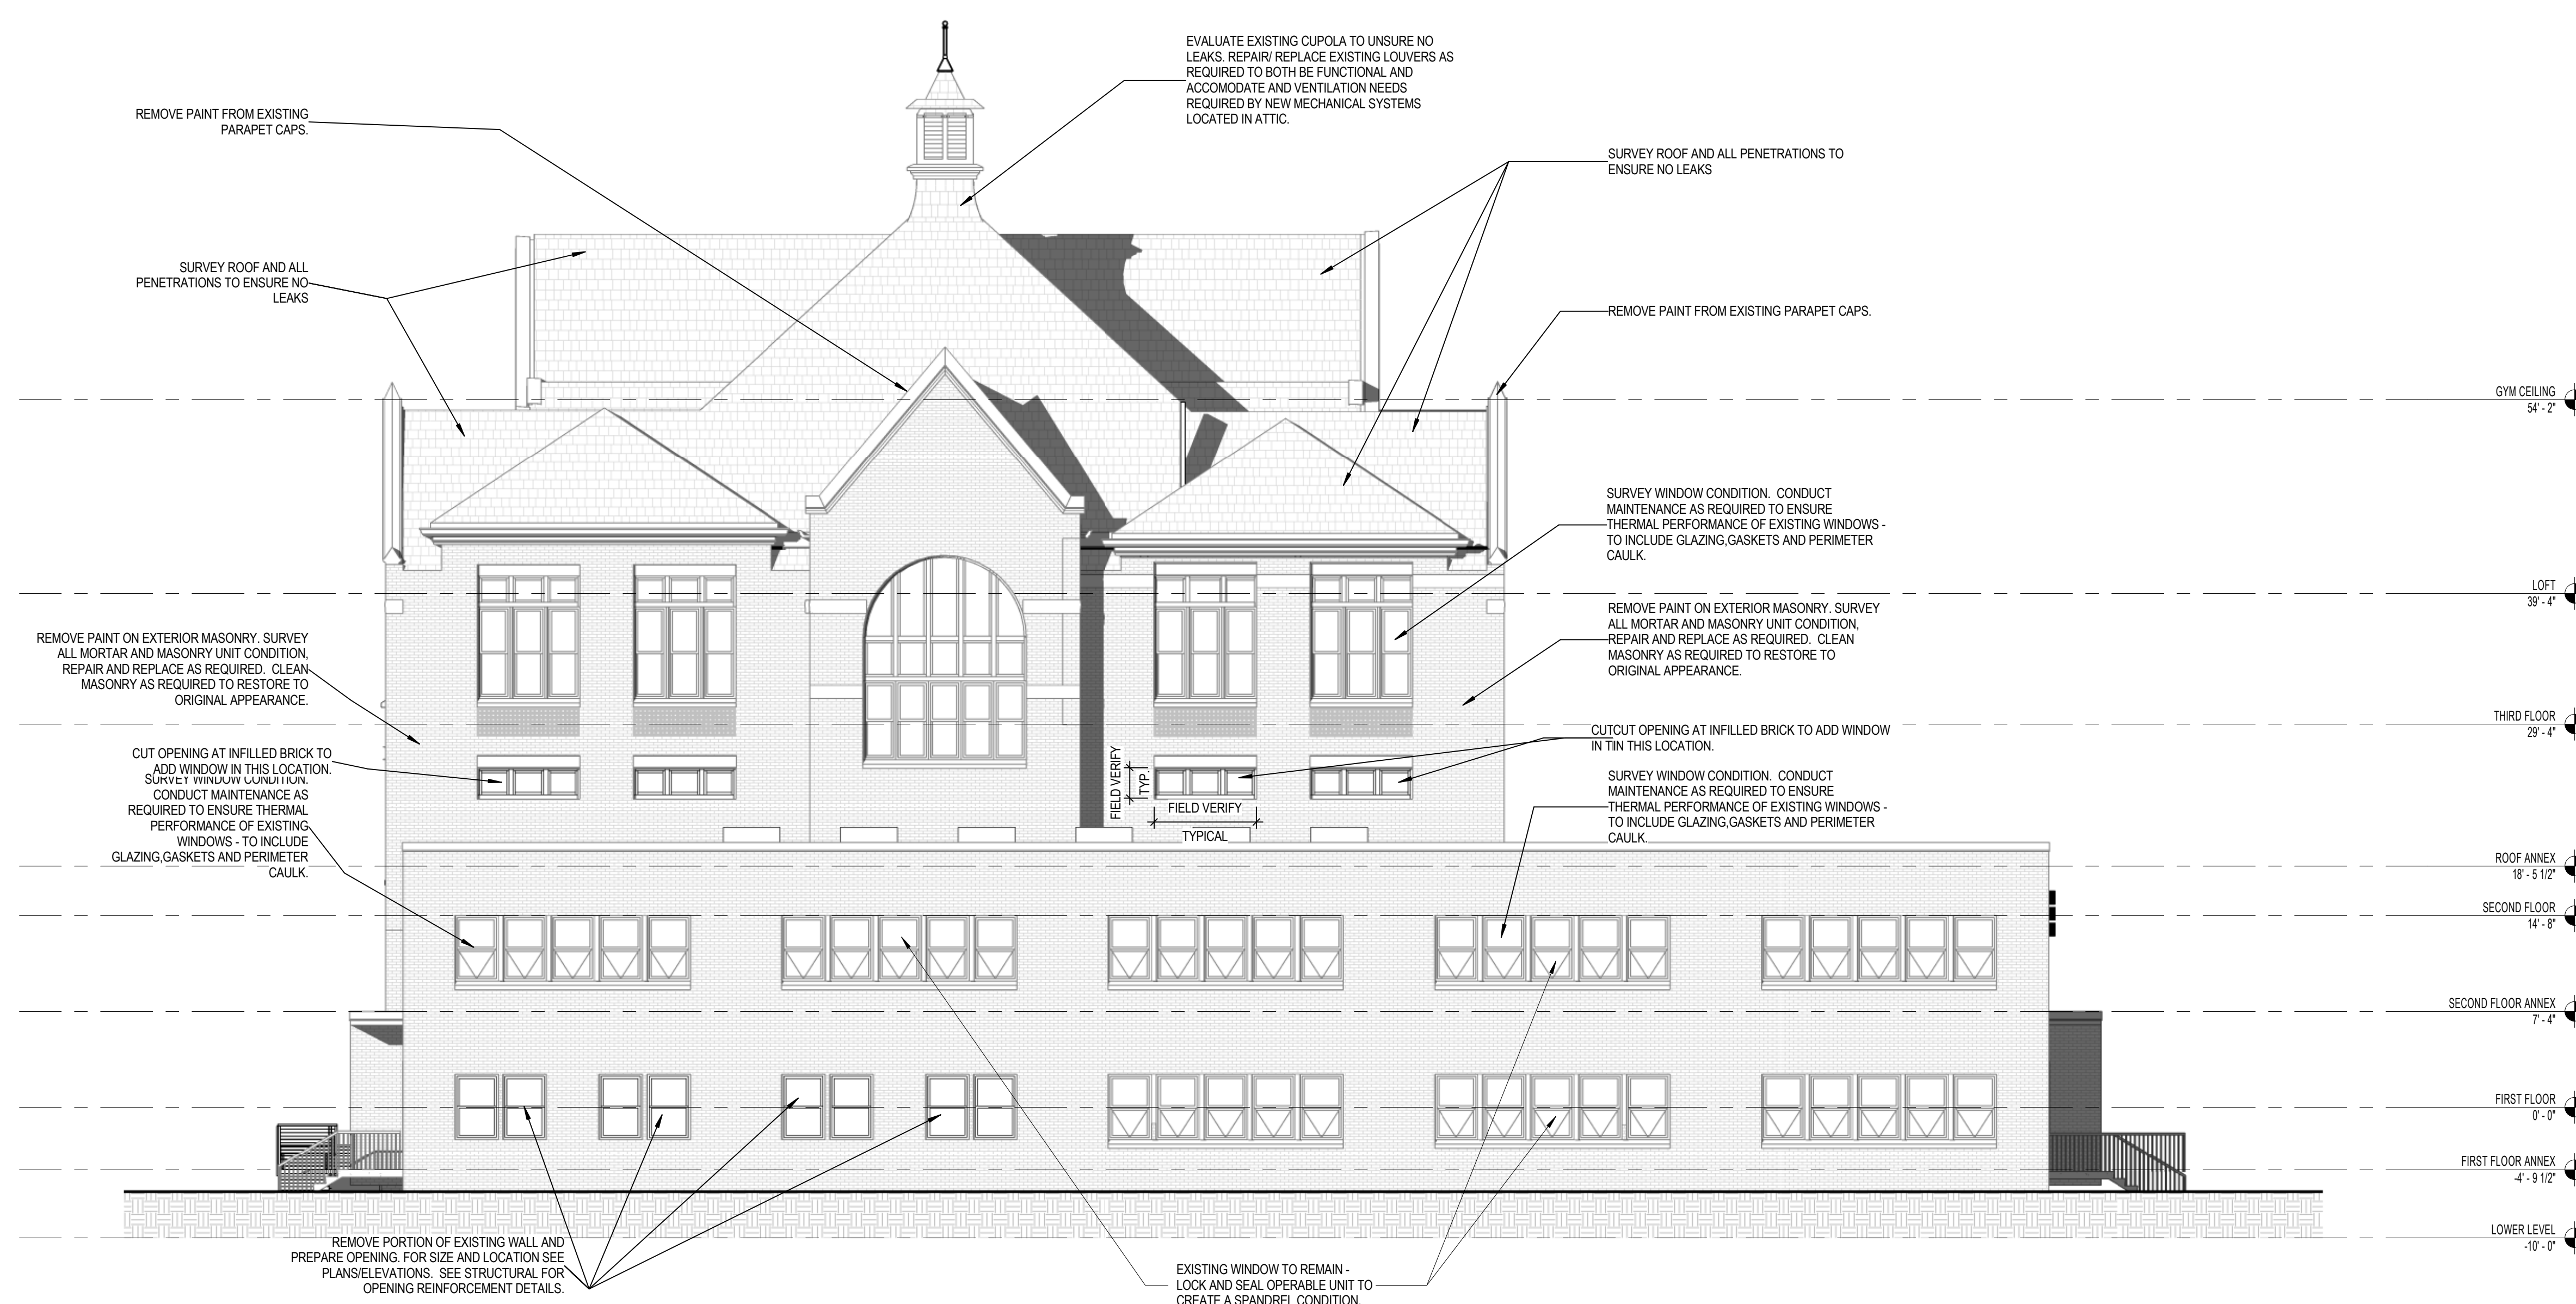 EVALUATE EXISTING CUPOLA TO UNSURE NO
LEAKS. REPAIR/ REPLACE EXISTING LOUVERS AS
REQUIRED TO BOTH BE FUNCTIONAL AND
ACCOMODATE AND VENTILATION NEEDS
REQUIRED BY NEW MECHANICAL SYSTEMS
LOCATED IN ATTIC.
REMOVE PAINT FROM EXISTING
PARAPET CAPS.
SURVEY ROOF AND ALL PENETRATIONS TO
ENSURE NO LEAKS
SURVEY ROOF AND ALL
PENETRATIONS TO ENSURE NO
LEAKS
REMOVE PAINT FROM EXISTING PARAPET CAPS.
GYM CEILING
54' - 2"
SURVEY WINDOW CONDITION. CONDUCT
MAINTENANCE AS REQUIRED TO ENSURE
THERMAL PERFORMANCE OF EXISTING WINDOWS -
TO INCLUDE GLAZING,GASKETS AND PERIMETER
CAULK.
LOFT
39' - 4"
REMOVE PAINT ON EXTERIOR MASONRY. SURVEY
ALL MORTAR AND MASONRY UNIT CONDITION,
REPAIR AND REPLACE AS REQUIRED. CLEAN
MASONRY AS REQUIRED TO RESTORE TO
ORIGINAL APPEARANCE.
REMOVE PAINT ON EXTERIOR MASONRY. SURVEY
ALL MORTAR AND MASONRY UNIT CONDITION,
REPAIR AND REPLACE AS REQUIRED. CLEAN
MASONRY AS REQUIRED TO RESTORE TO
ORIGINAL APPEARANCE.
THIRD FLOOR
29' - 4"
CUTCUT OPENING AT INFILLED BRICK TO ADD WINDOW
IN TIIN THIS LOCATION.
CUT OPENING AT INFILLED BRICK TO
ADD WINDOW IN THIS LOCATION.
SURVEY WINDOW CONDITION.
CONDUCT MAINTENANCE AS
REQUIRED TO ENSURE THERMAL
PERFORMANCE OF EXISTING
WINDOWS - TO INCLUDE
GLAZING,GASKETS AND PERIMETER
CAULK.
FIELD VERIFY
TYP.
FIELD VERIFY
TYPICAL
SURVEY WINDOW CONDITION. CONDUCT
MAINTENANCE AS REQUIRED TO ENSURE
THERMAL PERFORMANCE OF EXISTING WINDOWS -
TO INCLUDE GLAZING,GASKETS AND PERIMETER
CAULK.
ROOF ANNEX
18' - 5 1/2"
SECOND FLOOR
14' - 8"
SECOND FLOOR ANNEX
7' - 4"
FIRST FLOOR
0' - 0"
FIRST FLOOR ANNEX
-4' - 9 1/2"
LOWER LEVEL
-10' - 0"
REMOVE PORTION OF EXISTING WALL AND
PREPARE OPENING. FOR SIZE AND LOCATION SEE
PLANS/ELEVATIONS. SEE STRUCTURAL FOR
OPENING REINFORCEMENT DETAILS.
EXISTING WINDOW TO REMAIN -
LOCK AND SEAL OPERABLE UNIT TO
CREATE A SPANDREL CONDITION.